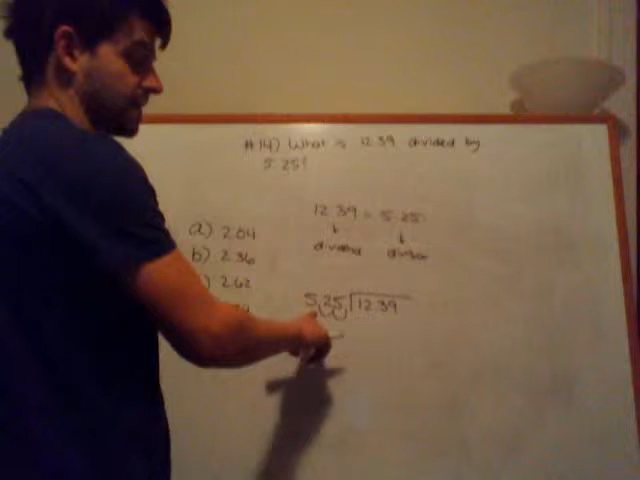 #14) What is 12.39 divided by
5.25?
12.39 ÷ 5.25
dividend divisor
a) 2.04
b) 2.36
) 2.62
5.25 12.39